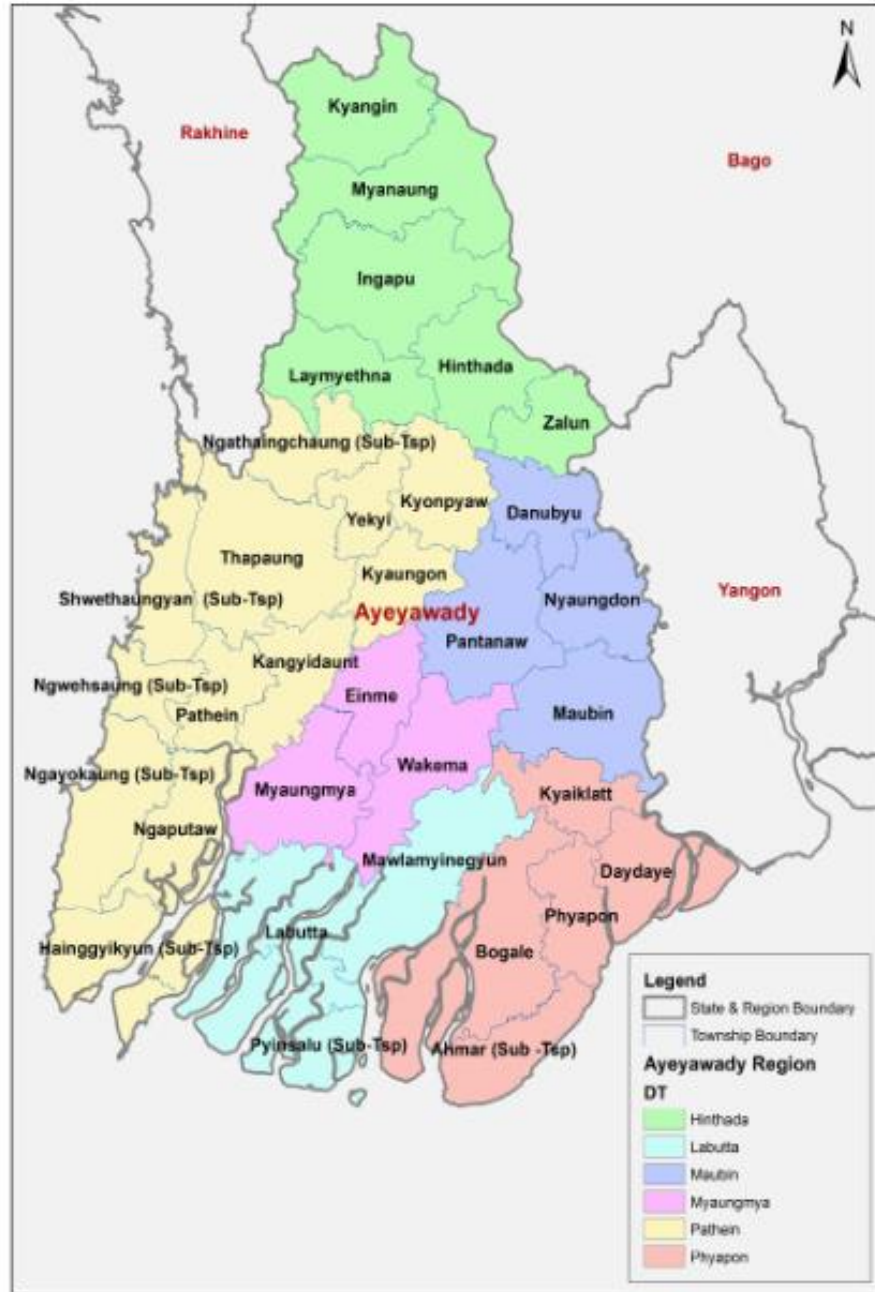 N
Kyangin
Rakhine
Bago
Myanaung
Ingapu
Hinthada
Laymyethna
Zalun
Ngathaingchaung (Sub-Tsp)
Kyonpyaw
Danubyu
Yekyi
Thapaung
Kyaungon
Yangon
Shwethaungyan (Sub-Tsp)
Nyaungdon
Ayeyawady
Pantanaw
Kangyidaunt
Ngwehsaung (Sub-Tsp)
Einme
Pathein
Maubin
Wakema
Ngayokaung (Sub-Tsp)
Myaungmya
Kyaiklatt
Ngaputaw
Mawlamyinegyun
Daydaye
Phyapon
Labutta
Hainggyikyun (Sub-Tsp)
Bogale
Pyinsalu (Sub-Tsp)
Ahmar (Sub -Tsp)
Legend
State & Region Boundary
Township Boundary
Ayeyawady Region
DT
Hinthada
Labutta
Maubin
Myaungmya
Pathein
Phyapon